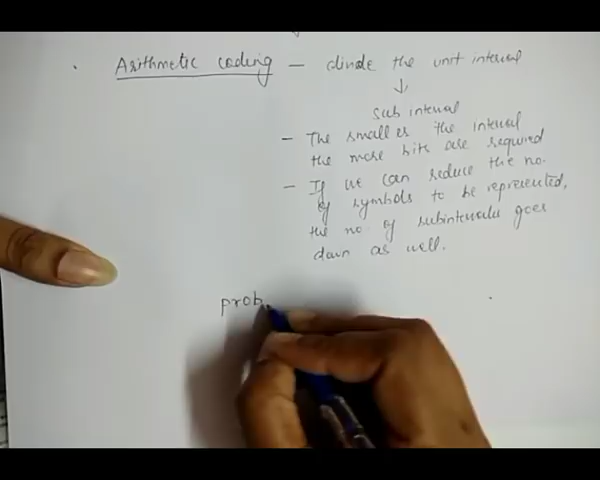 Arithmetic coding — divide the unit interval
↓
sub interval
- The smaller the interval
the more bits are required
- If we can reduce the no.
of symbols to be represented,
the no. of subintervals goes
down as well.
prob